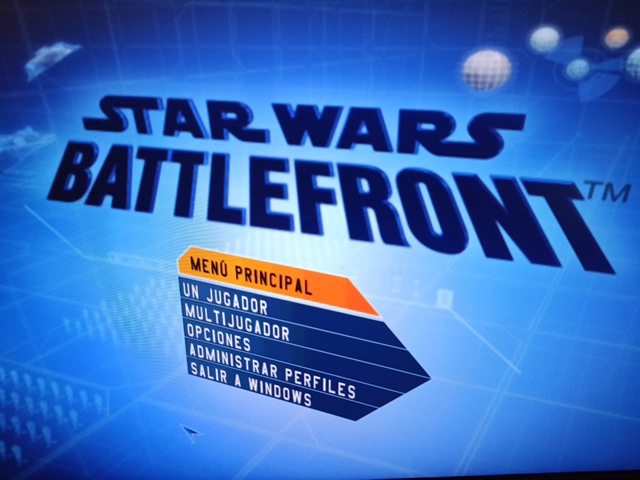 STAR WARS
BATTLEFRONT™
MENÚ PRINCIPAL
UN JUGADOR
MULTIJUGADOR
OPCIONES
ADMINISTRAR PERFILES
SALIR A WINDOWS